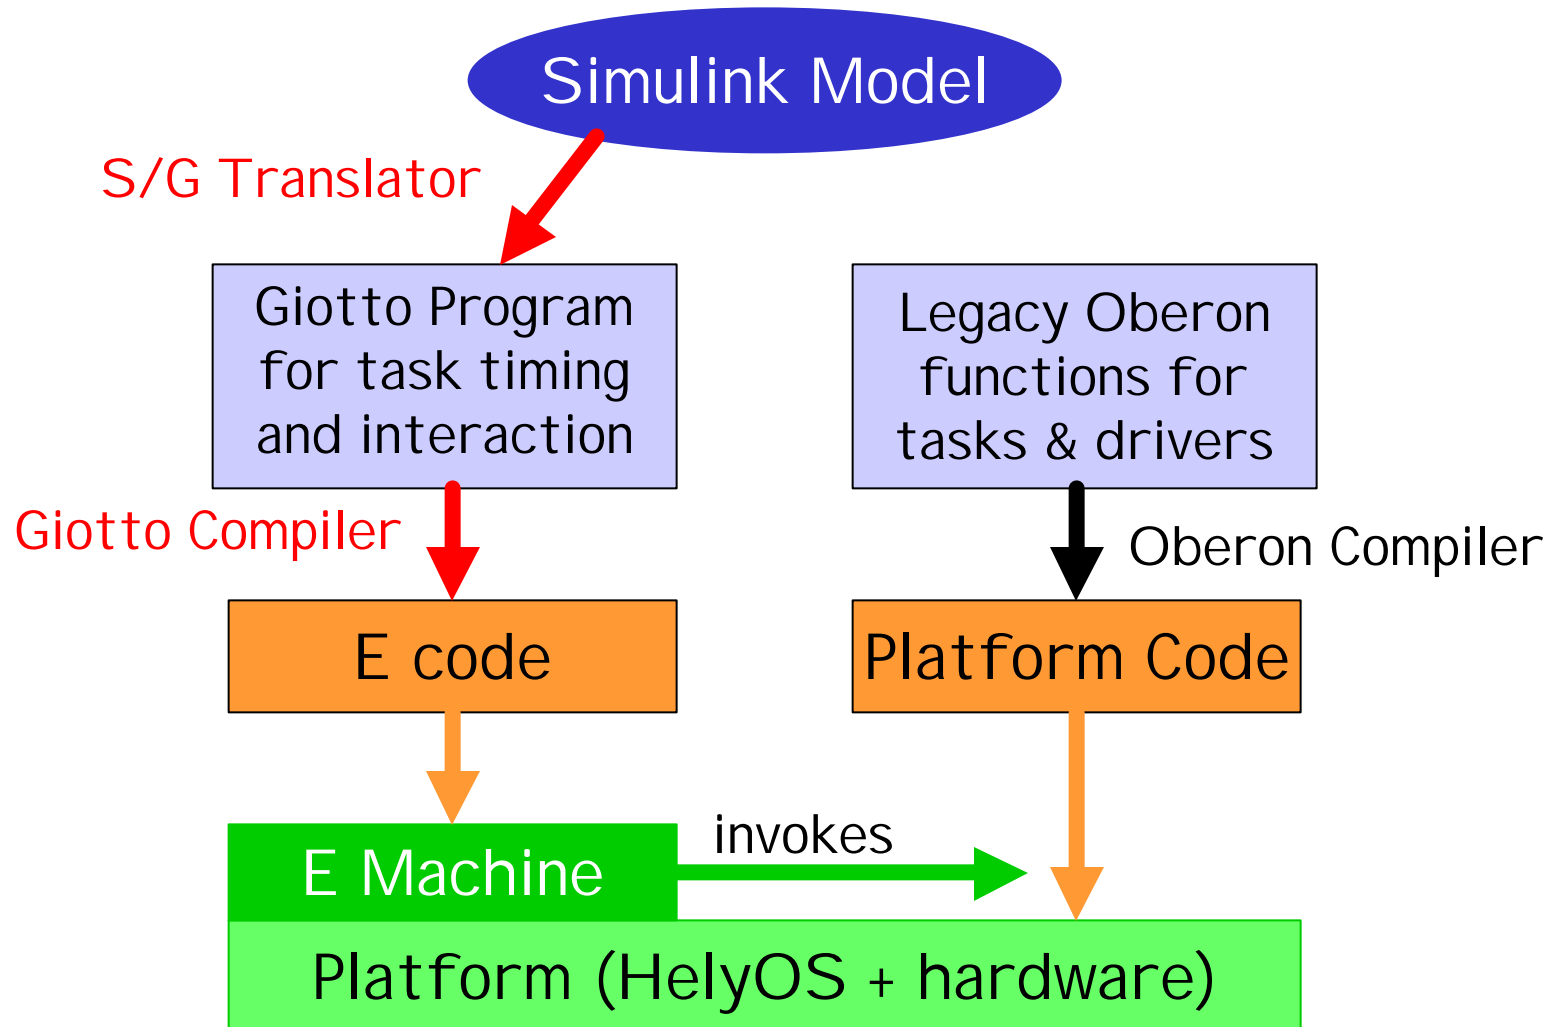 Simulink Model
S/G Translator
Giotto Program
for task timing
and interaction
Legacy Oberon
functions for
tasks & drivers
Giotto Compiler
Oberon Compiler
E code
Platform Code
invokes
E Machine
Platform (HelyOS + hardware)